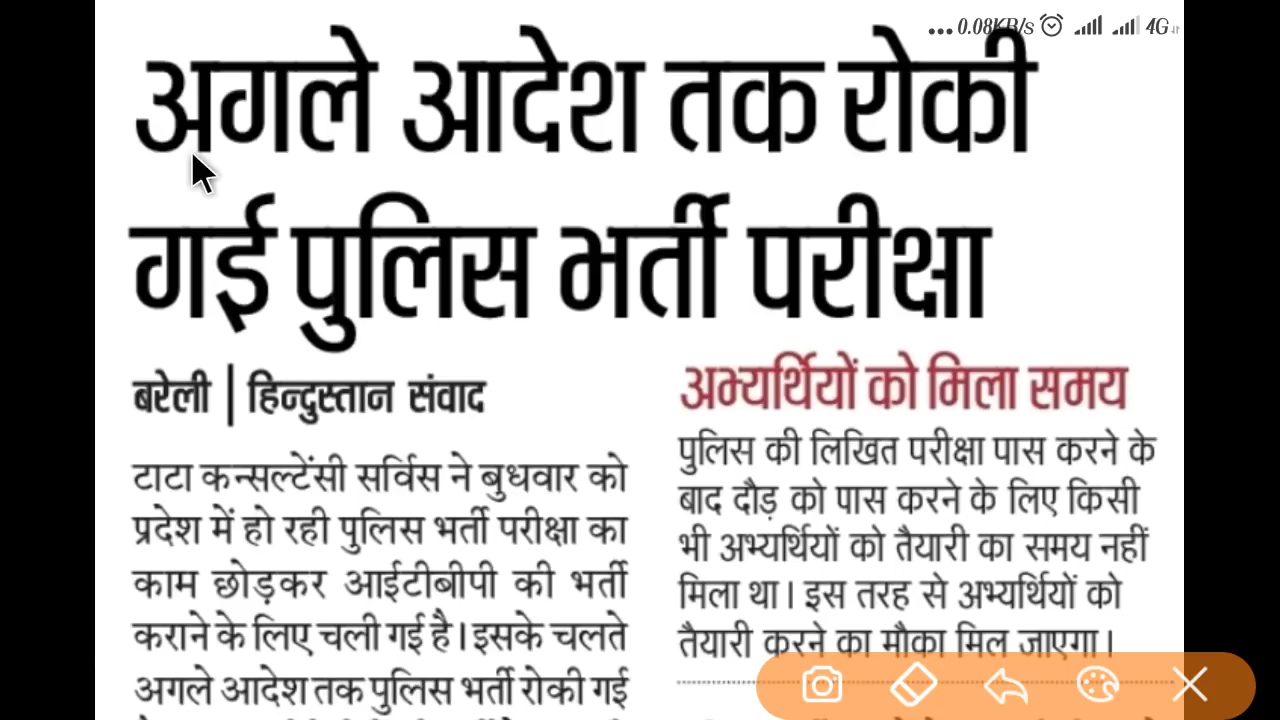 ... 0.08KB/s 4G
अगले आदेश तक रोकी
गई पुलिस भर्ती परीक्षा
बरेली | हिन्दुस्तान संवाद
टाटा कन्सल्टेंसी सर्विस ने बुधवार को
प्रदेश में हो रही पुलिस भर्ती परीक्षा का
काम छोड़कर आईटीबीपी की भर्ती
कराने के लिए चली गई है। इसके चलते
अगले आदेश तक पुलिस भर्ती रोकी गई
अभ्यर्थियों को मिला समय
पुलिस की लिखित परीक्षा पास करने के
बाद दौड़ को पास करने के लिए किसी
भी अभ्यर्थियों को तैयारी का समय नहीं
मिला था। इस तरह से अभ्यर्थियों को
तैयारी करने का मौका मिल जाएगा।